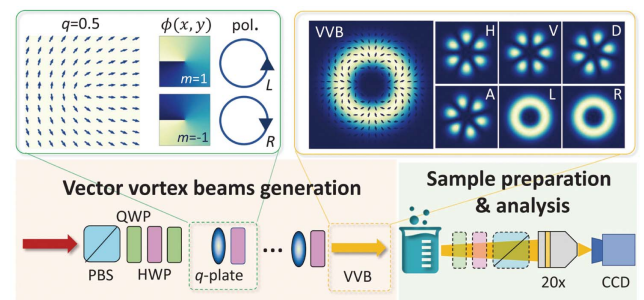 q=0.5
ϕ(x, y)
pol.
m=1
L
m=-1
R
VVB
H
V
D
A
L
R
Vector vortex beams generation
Sample preparation
& analysis
QWP
PBS
HWP
q-plate
...
VVB
20x
CCD